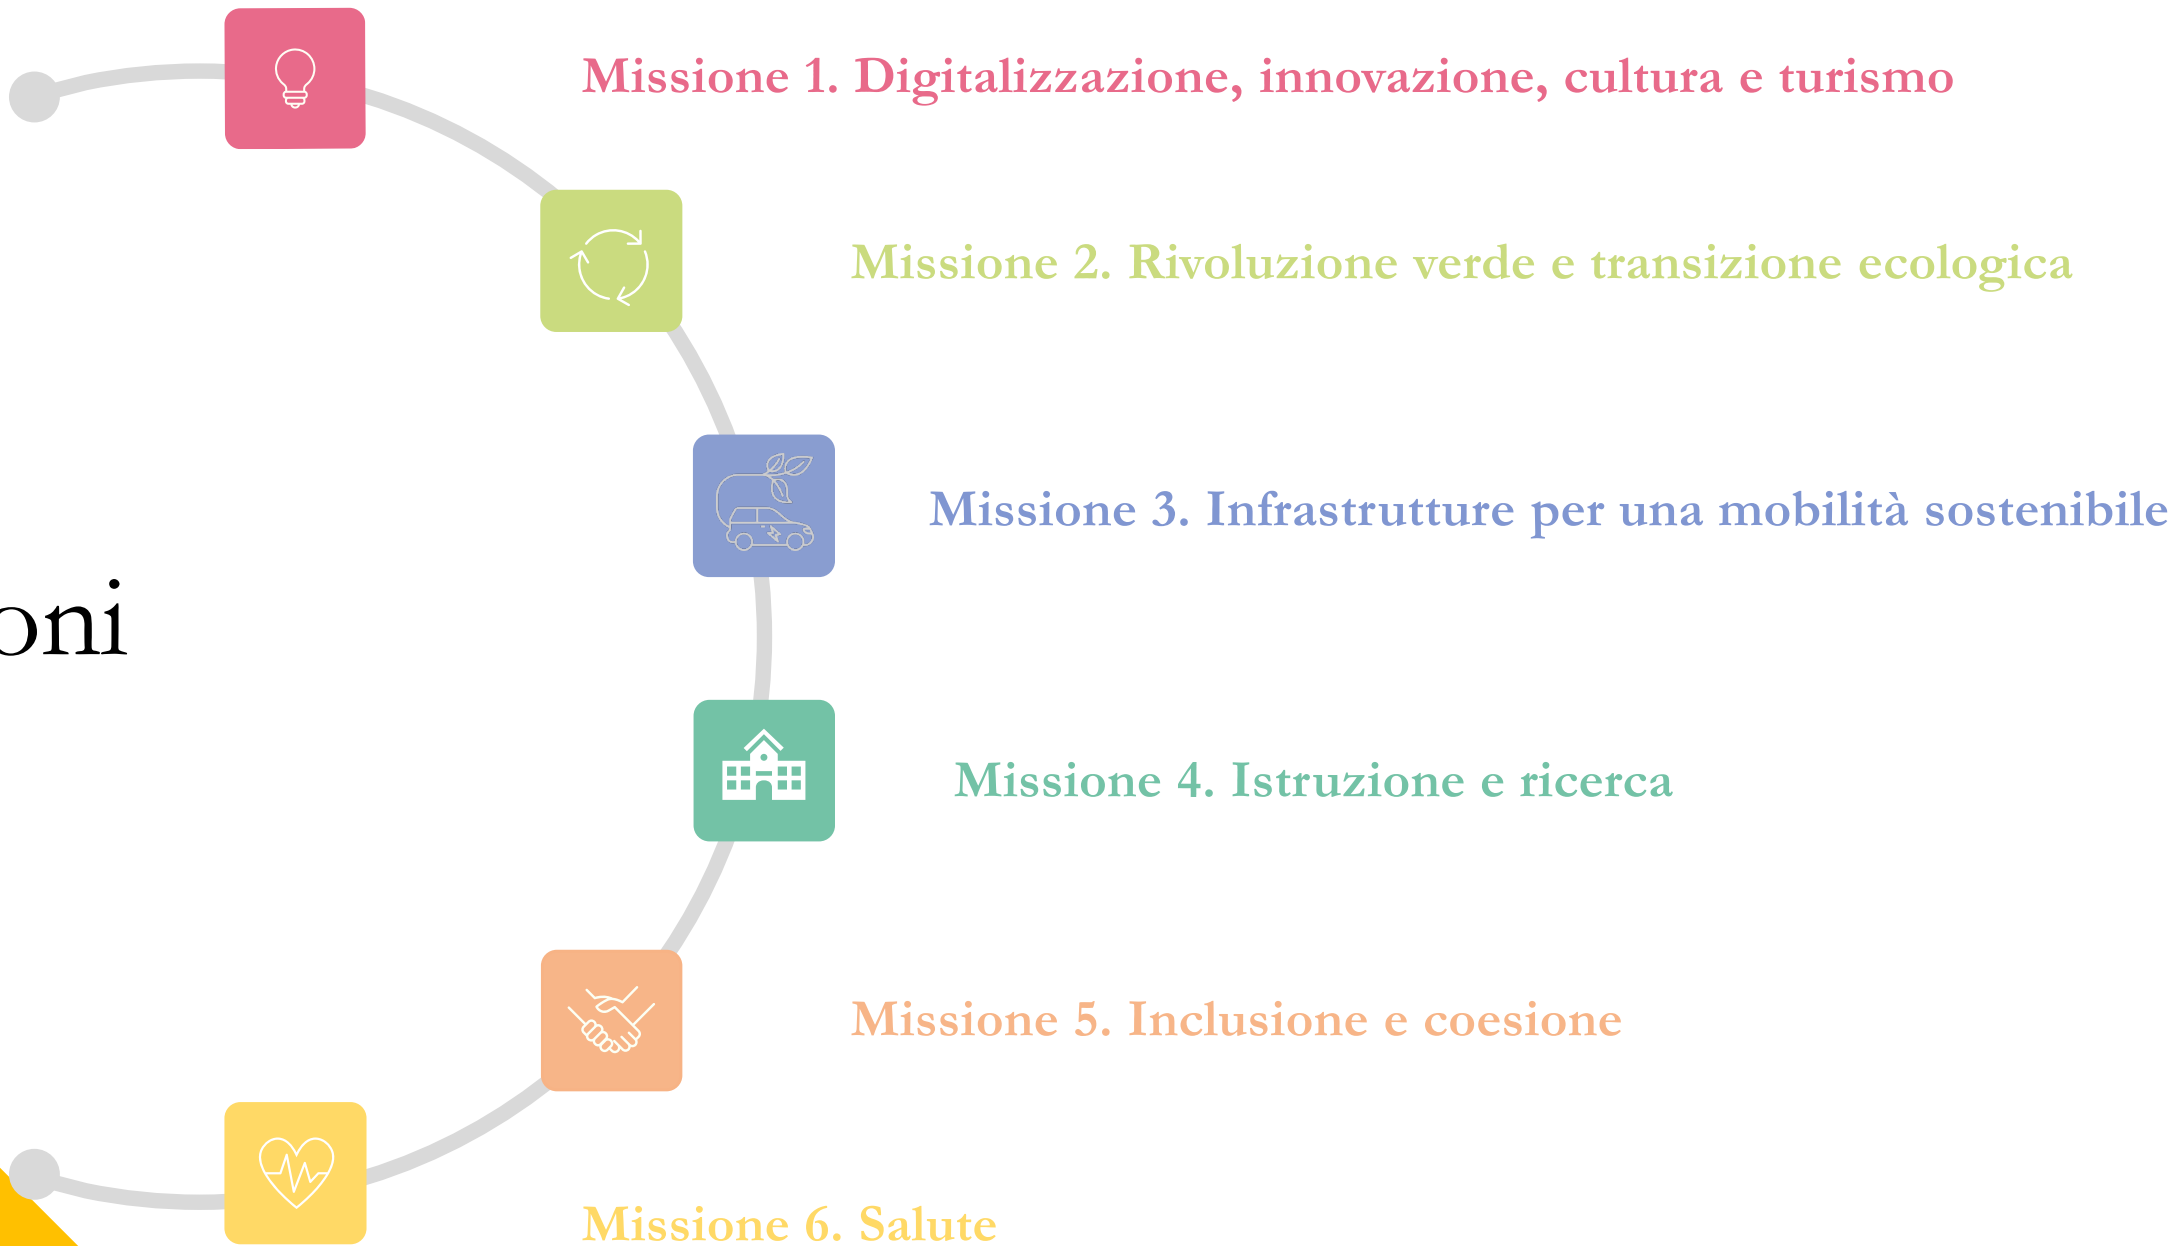 Missione 1. Digitalizzazione, innovazione, cultura e turismo
Missione 2. Rivoluzione verde e transizione ecologica
Missione 3. Infrastrutture per una mobilità sostenibile
oni
Missione 4. Istruzione e ricerca
Missione 5. Inclusione e coesione
Missione 6. Salute